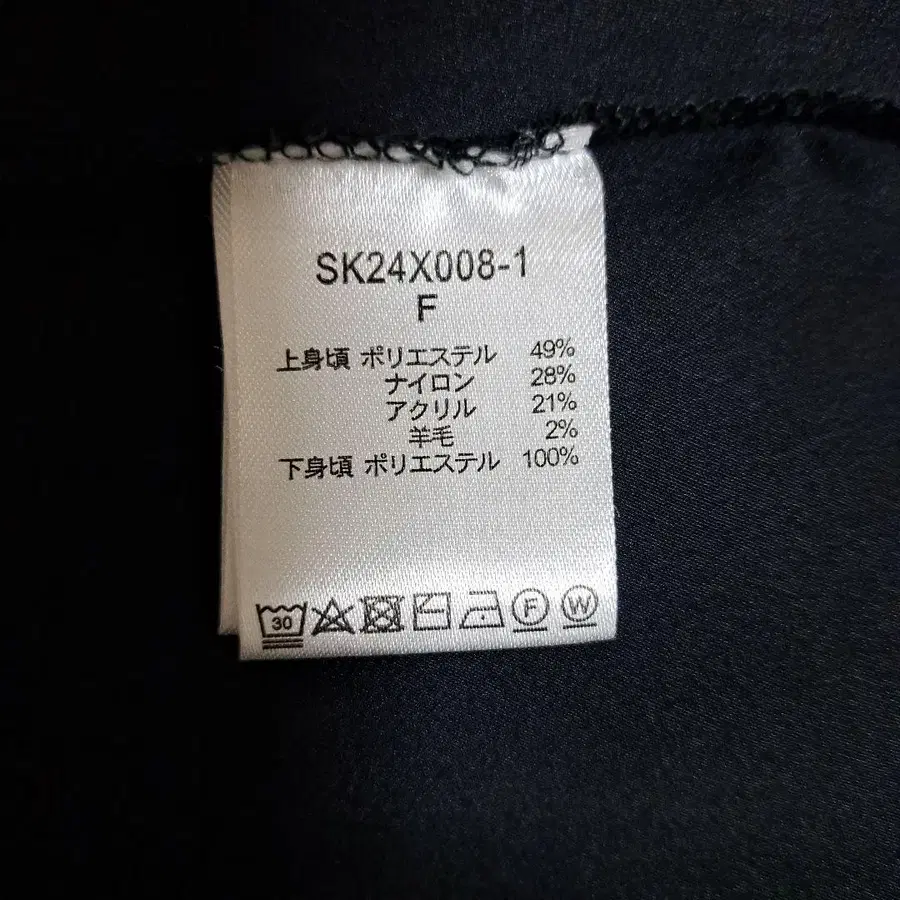 SK24X008-1
F
上身頃 ポリエステル 49%
ナイロン 28%
アクリル 21%
羊毛 2%
下身頃 ポリエステル 100%
30 F W